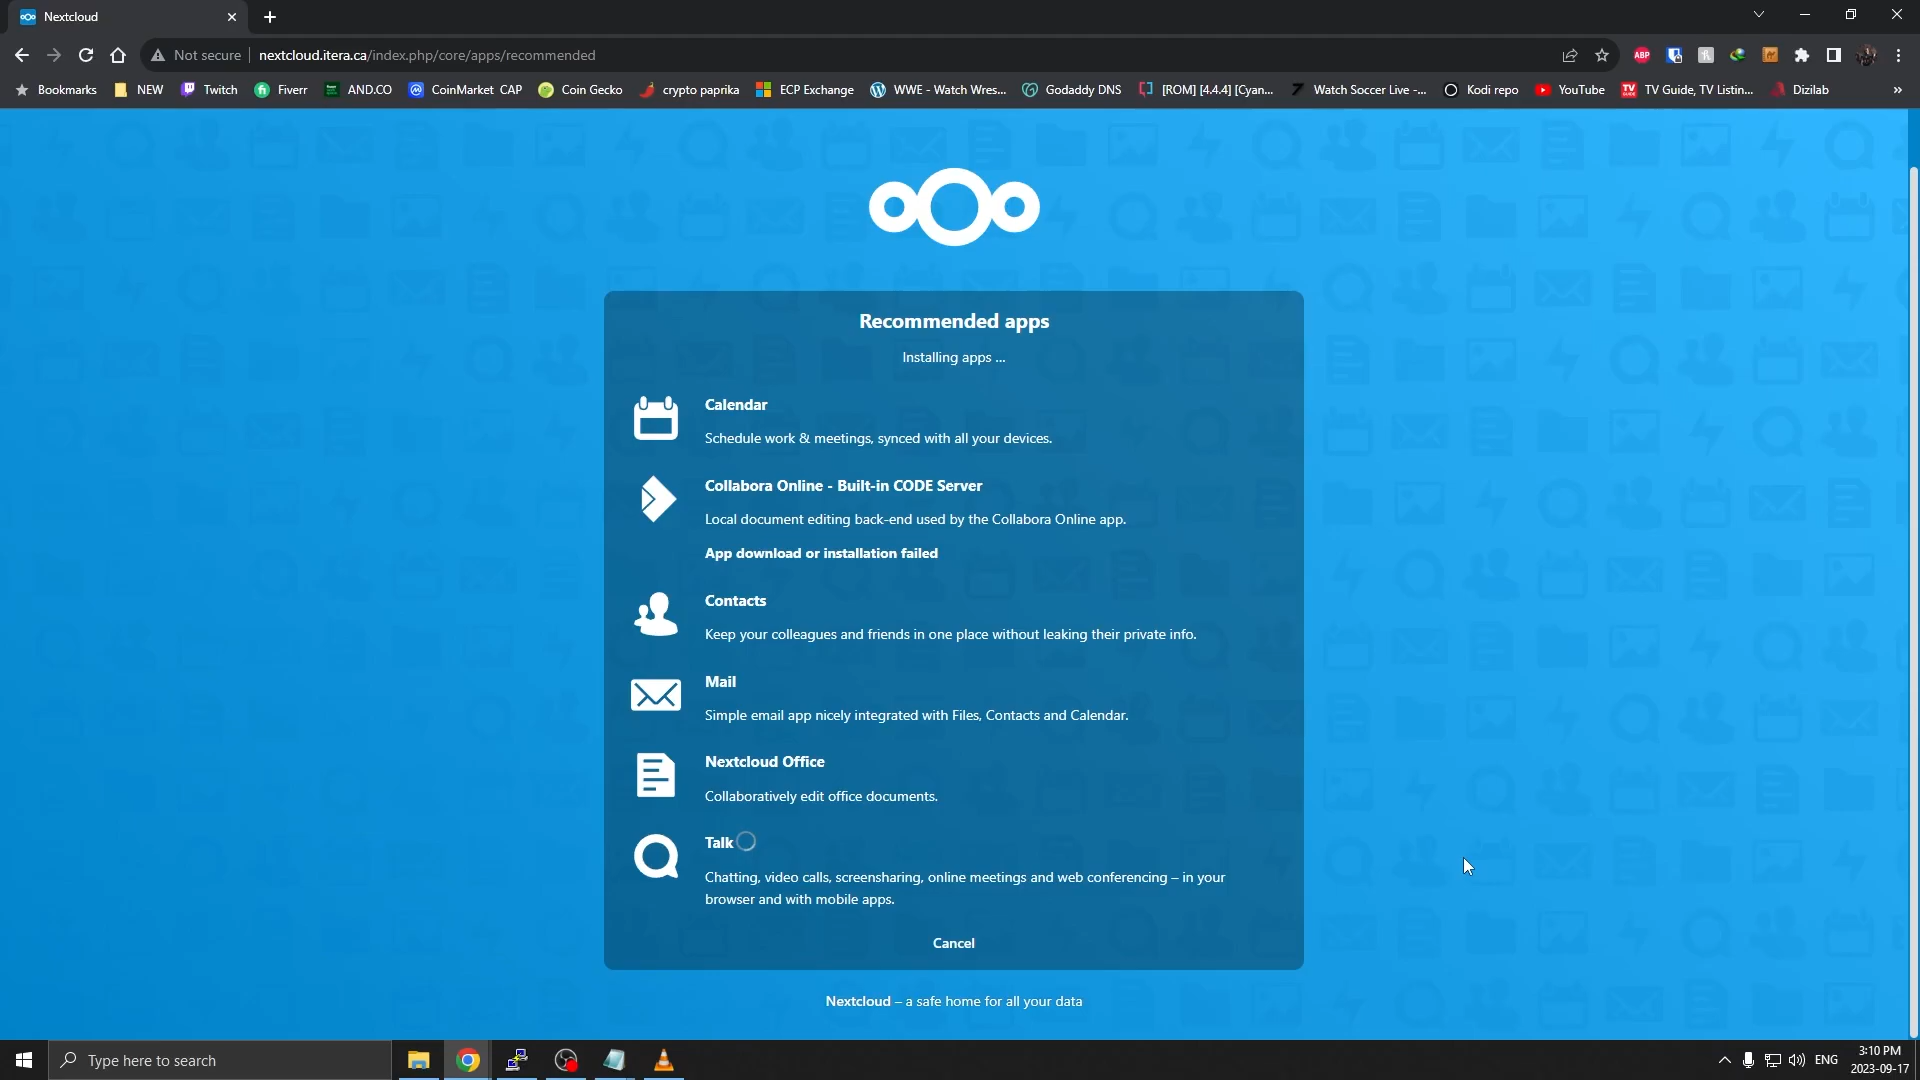 Nextcloud
Not secure
nextcloud.itera.ca/index.php/core/apps/recommended
ABP
Bookmarks
NEW
Twitch
Fiverr
AND.CO
CoinMarket CAP
Coin Gecko
crypto paprika
ECP Exchange
WWE - Watch Wres...
Godaddy DNS
[ROM] [4.4.4] [Cyan...
Watch Soccer Live -...
Kodi repo
YouTube
TV Guide, TV Listin...
Dizilab
»
Recommended apps
Installing apps ...
Calendar
Schedule work & meetings, synced with all your devices.
Collabora Online - Built-in CODE Server
Local document editing back-end used by the Collabora Online app.
App download or installation failed
Contacts
Keep your colleagues and friends in one place without leaking their private info.
Mail
Simple email app nicely integrated with Files, Contacts and Calendar.
Nextcloud Office
Collaboratively edit office documents.
Talk
Chatting, video calls, screensharing, online meetings and web conferencing – in your
browser and with mobile apps.
Cancel
Nextcloud – a safe home for all your data
Type here to search
ENG
3:10 PM
2023-09-17